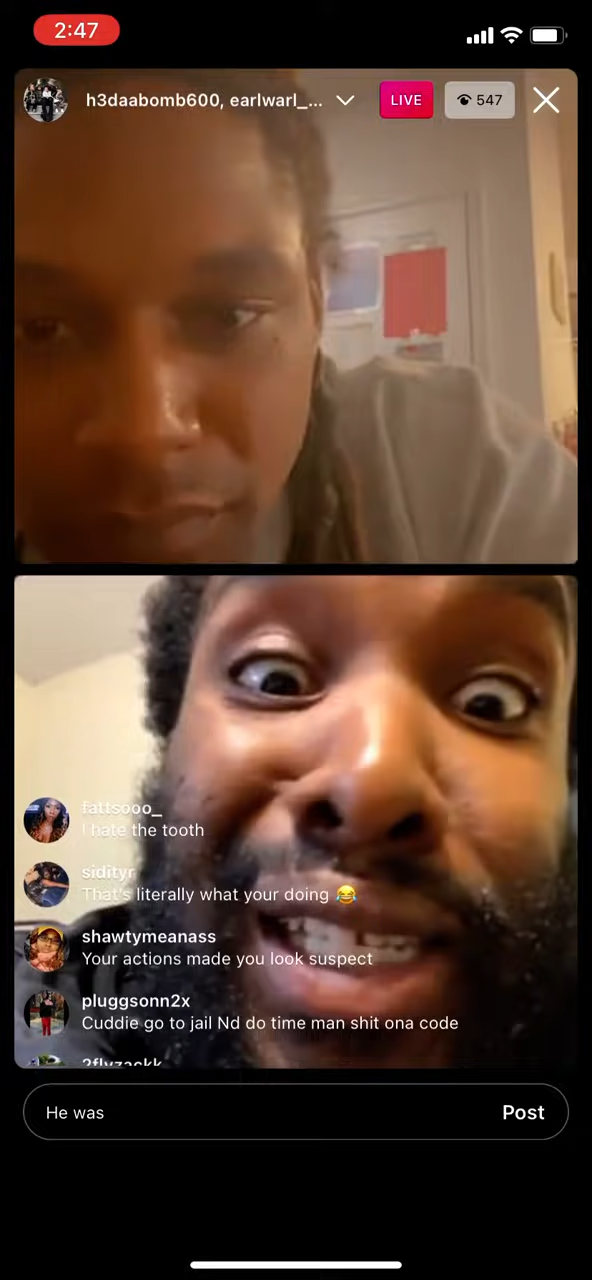 2:47
h3daabomb600, earlwarl_...
LIVE
547
fattsooo_
I hate the tooth
sidityr
That's literally what your doing 😂
shawtymeanass
Your actions made you look suspect
pluggsonn2x
Cuddie go to jail Nd do time man shit ona code
2flyzackk
He was
Post